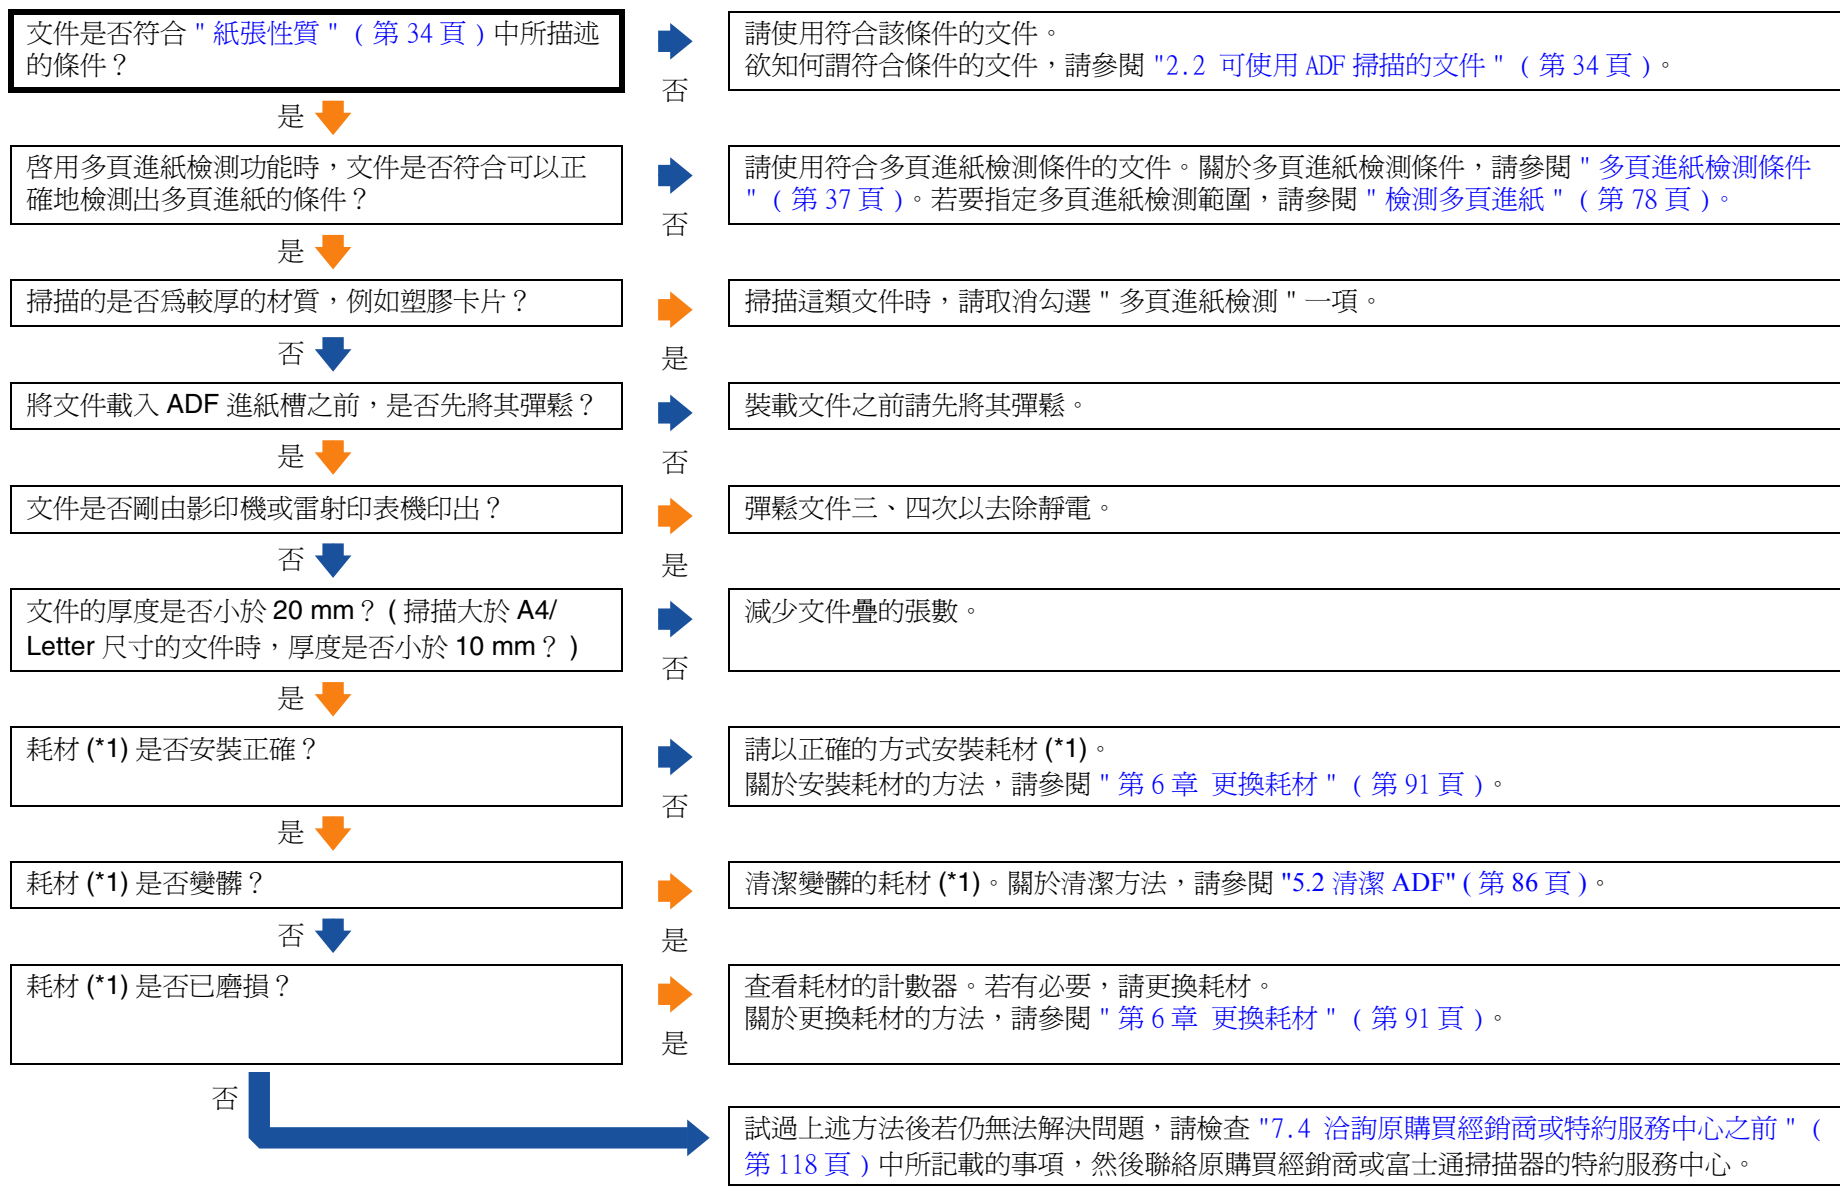 文件是否符合 " 紙張性質 " ( 第 34 頁 ) 中所描述
的條件？
否
請使用符合該條件的文件。
欲知何謂符合條件的文件，請參閱 "2.2 可使用 ADF 掃描的文件 " ( 第 34 頁 )。
是
啓用多頁進紙檢測功能時，文件是否符合可以正
確地檢測出多頁進紙的條件？
否
請使用符合多頁進紙檢測條件的文件。關於多頁進紙檢測條件，請參閱 " 多頁進紙檢測條件
" ( 第 37 頁 )。若要指定多頁進紙檢測範圍，請參閱 " 檢測多頁進紙 " ( 第 78 頁 )。
是
掃描的是否爲較厚的材質，例如塑膠卡片？
是
掃描這類文件時，請取消勾選 " 多頁進紙檢測 " 一項。
否
將文件載入 ADF 進紙槽之前，是否先將其彈鬆？
否
裝載文件之前請先將其彈鬆。
是
文件是否剛由影印機或雷射印表機印出？
是
彈鬆文件三、四次以去除靜電。
否
文件的厚度是否小於 20 mm？ ( 掃描大於 A4/
Letter 尺寸的文件時，厚度是否小於 10 mm？ )
否
減少文件疊的張數。
是
耗材 (*1) 是否安裝正確？
否
請以正確的方式安裝耗材 (*1)。
關於安裝耗材的方法，請參閱 " 第 6 章 更換耗材 " ( 第 91 頁 )。
是
耗材 (*1) 是否變髒？
是
清潔變髒的耗材 (*1)。關於清潔方法，請參閱 "5.2 清潔 ADF" ( 第 86 頁 )。
否
耗材 (*1) 是否已磨損？
是
查看耗材的計數器。若有必要，請更換耗材。
關於更換耗材的方法，請參閱 " 第 6 章 更換耗材 " ( 第 91 頁 )。
否
試過上述方法後若仍無法解決問題，請檢查 "7.4 洽詢原購買經銷商或特約服務中心之前 " (
第 118 頁 ) 中所記載的事項，然後聯絡原購買經銷商或富士通掃描器的特約服務中心。